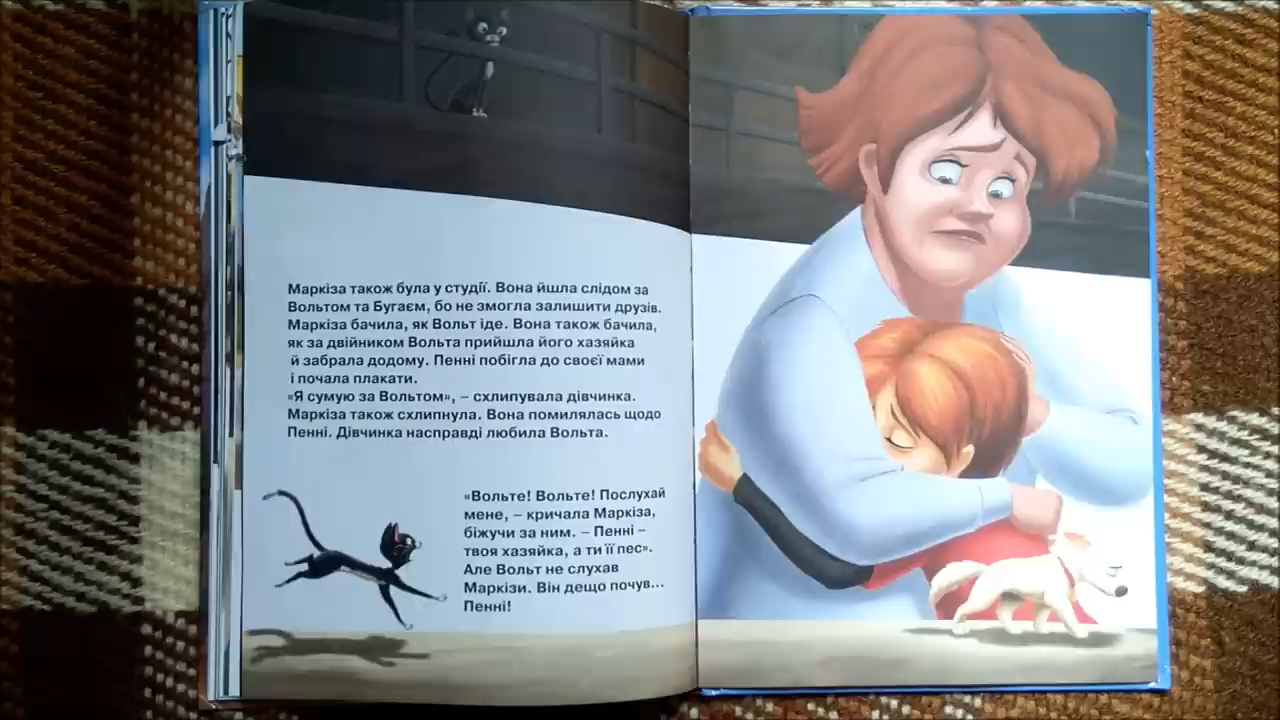 Маркіза також була у студії. Вона йшла слідом за
Вольтом та Бугаєм, бо не змогла залишити друзів.
Маркіза бачила, як Вольт іде. Вона також бачила,
як за двійником Вольта прийшла його хазяйка
й забрала додому. Пенні побігла до своєї мами
і почала плакати.
«Я сумую за Вольтом», – схлипувала дівчинка.
Маркіза також схлипнула. Вона помилялась щодо
Пенні. Дівчинка насправді любила Вольта.
«Вольте! Вольте! Послухай
мене, – кричала Маркіза,
біжучи за ним. – Пенні –
твоя хазяйка, а ти її пес».
Але Вольт не слухав
Маркізи. Він дещо почув...
Пенні!